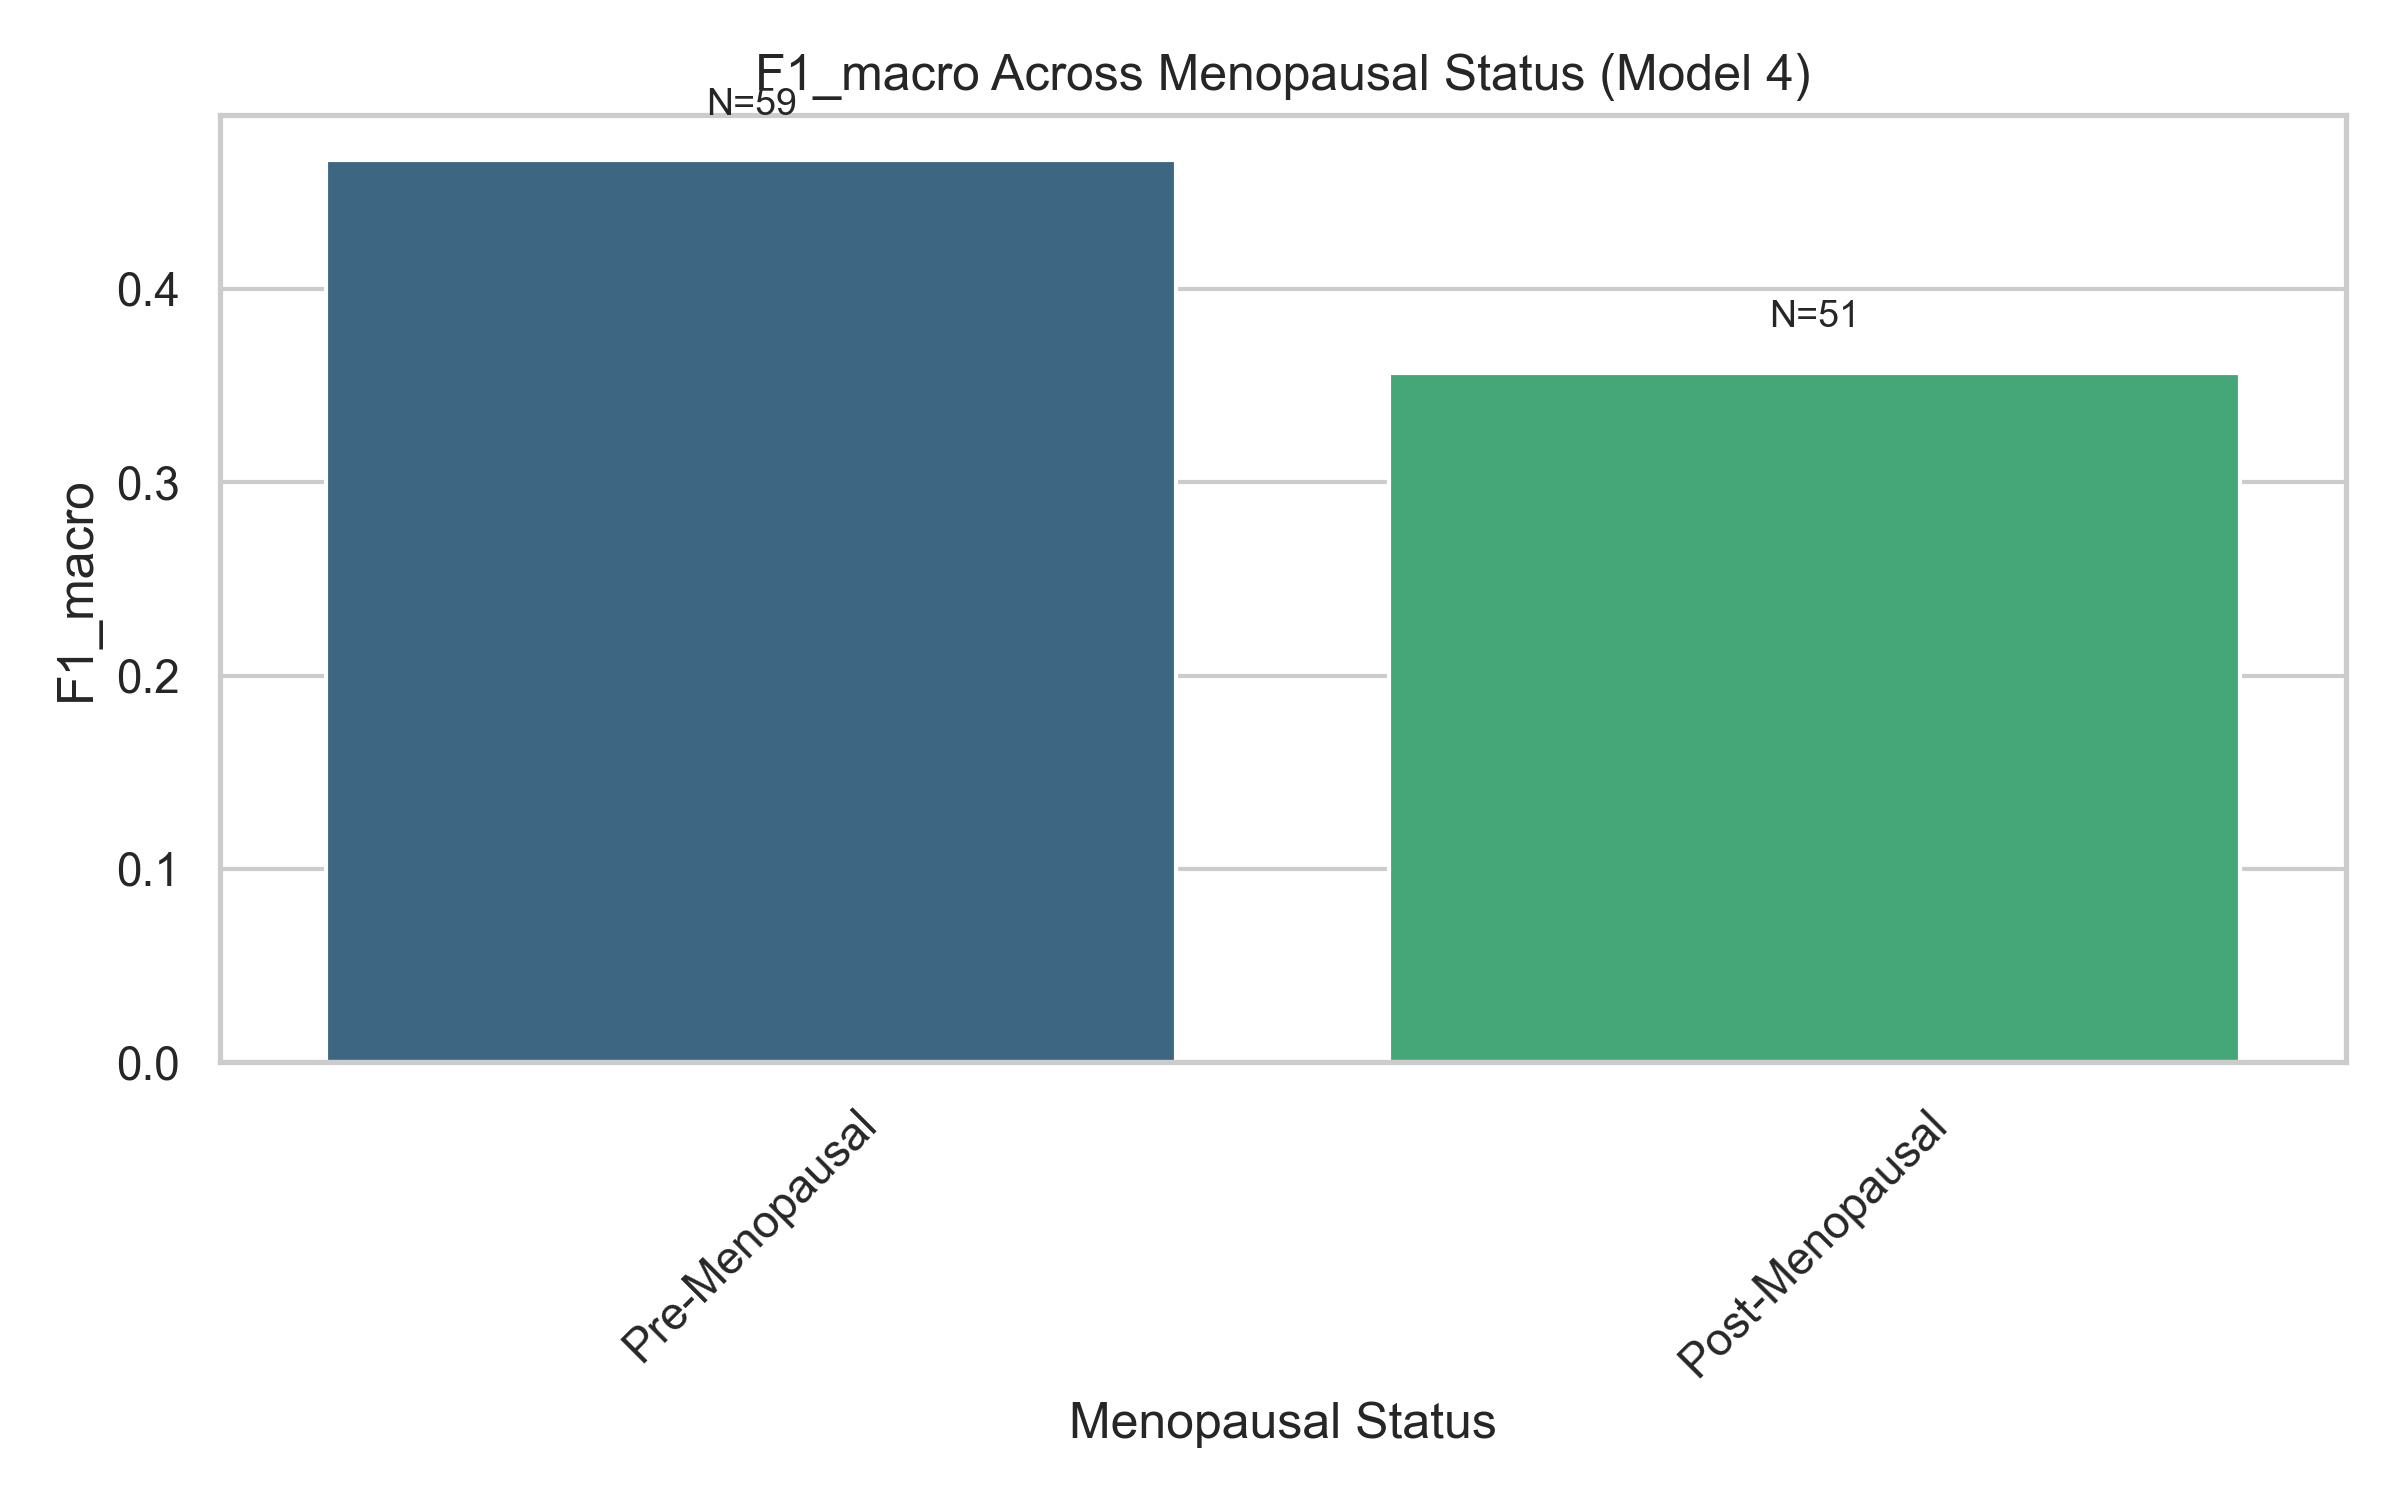 F1_macro Across Menopausal Status (Model 4)
N=59
N=51
0.4
0.3
0.2
0.1
0.0
F1_macro
Pre-Menopausal
Post-Menopausal
Menopausal Status